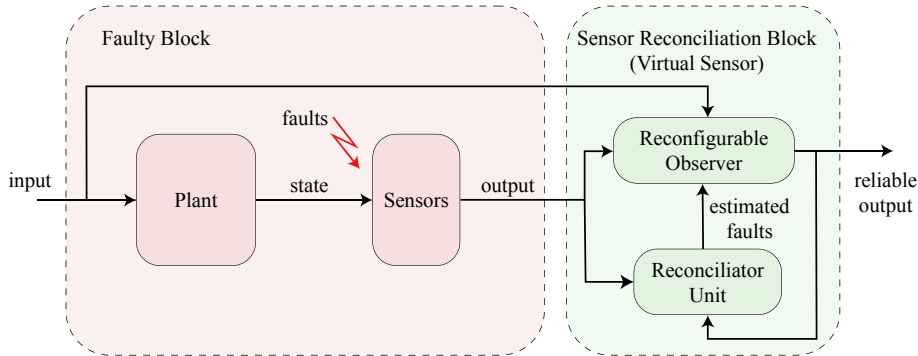 Faulty Block
Sensor Reconciliation Block
(Virtual Sensor)
faults
Reconfigurable
Observer
input
Plant
state
Sensors
output
reliable
output
estimated
faults
Reconciliator
Unit